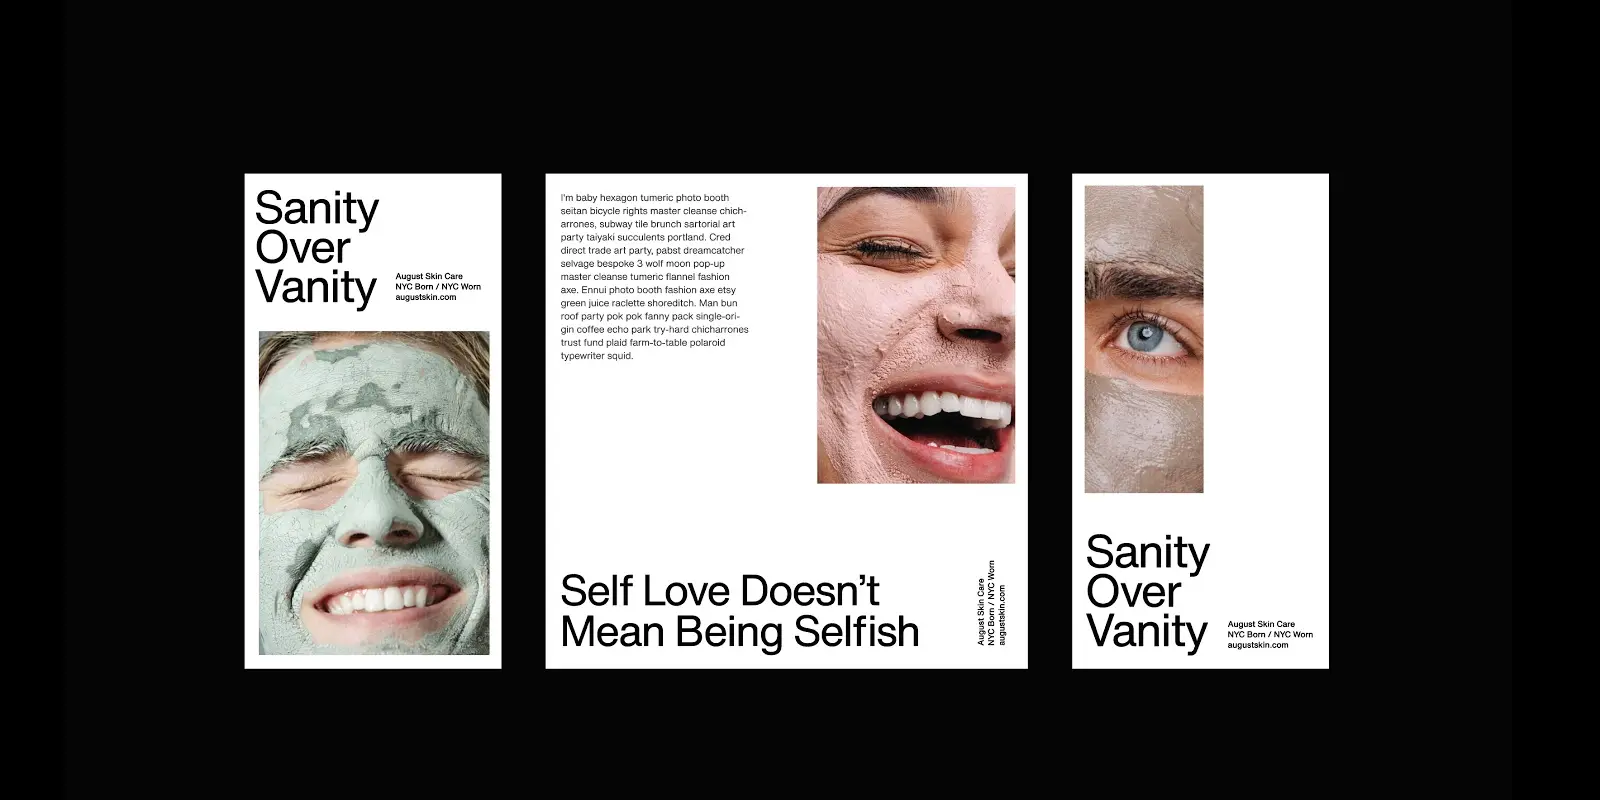 Sanity
Over
Vanity
August Skin Care
NYC Born / NYC Worn
augustskin.com
I'm baby hexagon tumeric photo booth
seitan bicycle rights master cleanse chich-
arrones, subway tile brunch sartorial art
party taiyaki succulents portland. Cred
direct trade art party, pabst dreamcatcher
selvage bespoke 3 wolf moon pop-up
master cleanse tumeric flannel fashion
axe. Ennui photo booth fashion axe etsy
green juice raclette shoreditch. Man bun
roof party pok pok fanny pack single-ori-
gin coffee echo park try-hard chicharrones
trust fund plaid farm-to-table polaroid
typewriter squid.
Self Love Doesn’t
Mean Being Selfish
August Skin Care
NYC Born / NYC Worn
augustskin.com
Sanity
Over
Vanity
August Skin Care
NYC Born / NYC Worn
augustskin.com